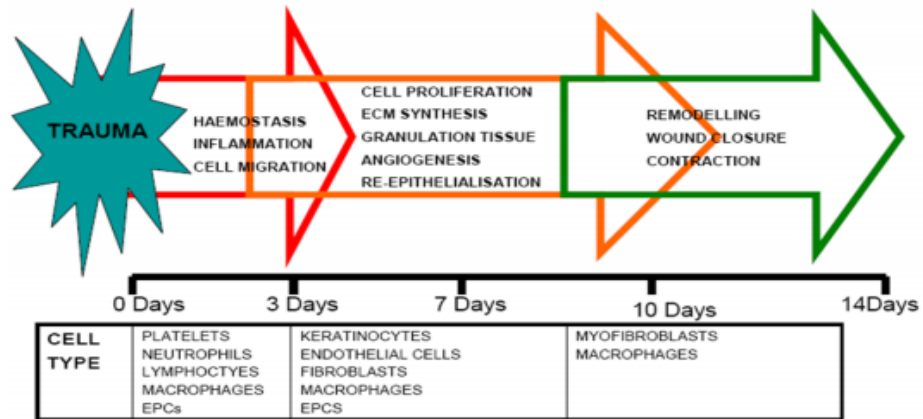 TRAUMA
HAEMOSTASIS
INFLAMMATION
CELL MIGRATION
CELL PROLIFERATION
ECM SYNTHESIS
GRANULATION TISSUE
ANGIOGENESIS
RE-EPITHELIALISATION
REMODELLING
WOUND CLOSURE
CONTRACTION
0 Days
3 Days
7 Days
10 Days
14Days
CELL
TYPE
PLATELETS
NEUTROPHILS
LYMPHOCTYES
MACROPHAGES
EPCs
KERATINOCYTES
ENDOTHELIAL CELLS
FIBROBLASTS
MACROPHAGES
EPCS
MYOFIBROBLASTS
MACROPHAGES